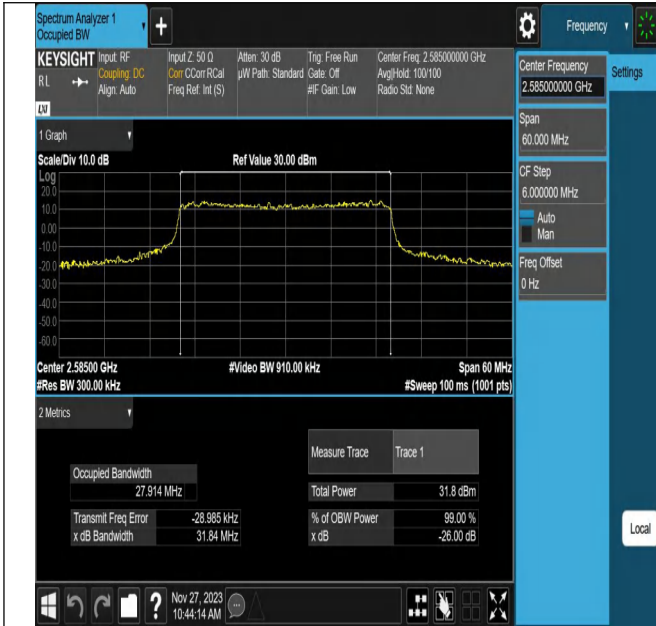 Spectrum Analyzer 1
Occupied BW
+
Frequency
KEYSIGHT
RL
LXI
Input: RF
Coupling: DC
Align: Auto
Input Z: 50 Ω
Corr CCorr RCal
Freq Ref: Int (S)
Atten: 30 dB
µW Path: Standard
Trig: Free Run
Gate: Off
#IF Gain: Low
Center Freq: 2.585000000 GHz
Avg|Hold: 100/100
Radio Std: None
Center Frequency
2.585000000 GHz
Settings
Span
60.000 MHz
CF Step
6.000000 MHz
Auto
Man
Freq Offset
0 Hz
1 Graph
Scale/Div 10.0 dB
Ref Value 30.00 dBm
Log
20.0
10.0
0.00
-10.0
-20.0
-30.0
-40.0
-50.0
-60.0
Center 2.58500 GHz
#Video BW 910.00 kHz
Span 60 MHz
#Res BW 300.00 kHz
#Sweep 100 ms (1001 pts)
2 Metrics
Measure Trace
Trace 1
Occupied Bandwidth
27.914 MHz
Total Power
31.8 dBm
Transmit Freq Error
-28.985 kHz
% of OBW Power
99.00 %
x dB Bandwidth
31.84 MHz
x dB
-26.00 dB
Local
?
Nov 27, 2023
10:44:14 AM